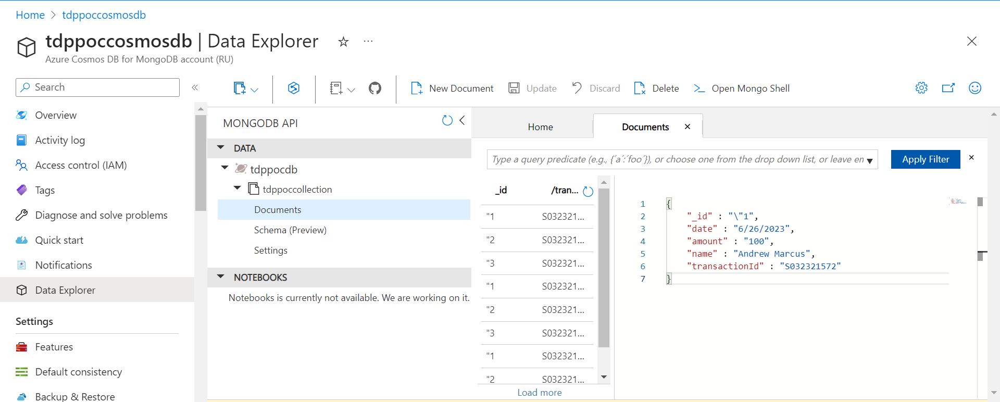 Home > tdppoccosmosdb
tdppoccosmosdb | Data Explorer
Azure Cosmos DB for MongoDB account (RU)
Search
Overview
Activity log
Access control (IAM)
Tags
Diagnose and solve problems
Quick start
Notifications
Data Explorer
Settings
Features
Default consistency
Backup & Restore
New Document
Update
Discard
Delete
Open Mongo Shell
MONGODB API
DATA
tdppocdb
tdppoccollection
Documents
Schema (Preview)
Settings
NOTEBOOKS
Notebooks is currently not available. We are working on it.
Home
Documents
Type a query predicate (e.g., {´a´:´foo´}), or choose one from the drop down list, or leave en
Apply Filter
_id /tran...
"1 S032321...
"2 S032321...
"3 S032321...
"1 S032321...
"2 S032321...
"3 S032321...
"1 S032321...
"2 S032321...
Load more
1 {
2 "_id" : "\"1",
3 "date" : "6/26/2023",
4 "amount" : "100",
5 "name" : "Andrew Marcus",
6 "transactionId" : "S032321572"
7 }